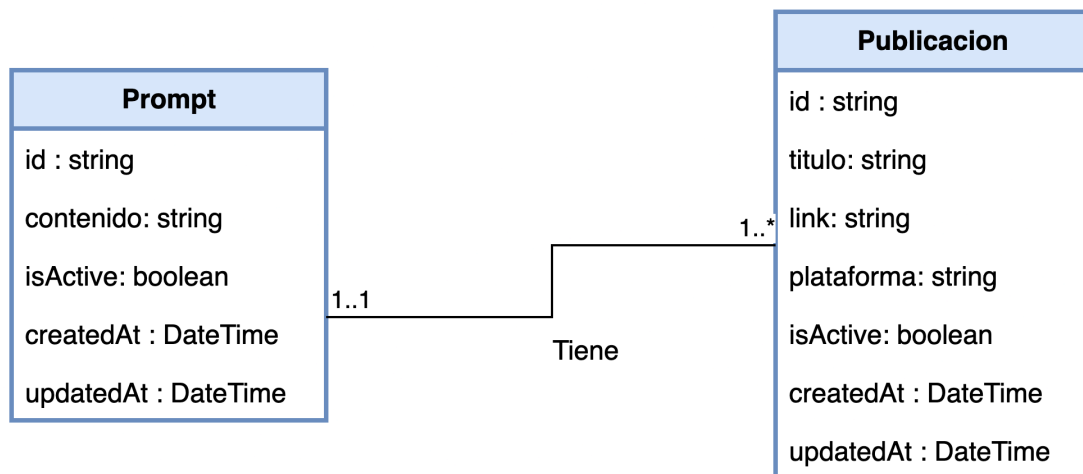 Prompt
id : string
contenido: string
isActive: boolean
createdAt : DateTime
updatedAt : DateTime
1..1
Tiene
1..*
Publicacion
id : string
titulo: string
link: string
plataforma: string
isActive: boolean
createdAt : DateTime
updatedAt : DateTime